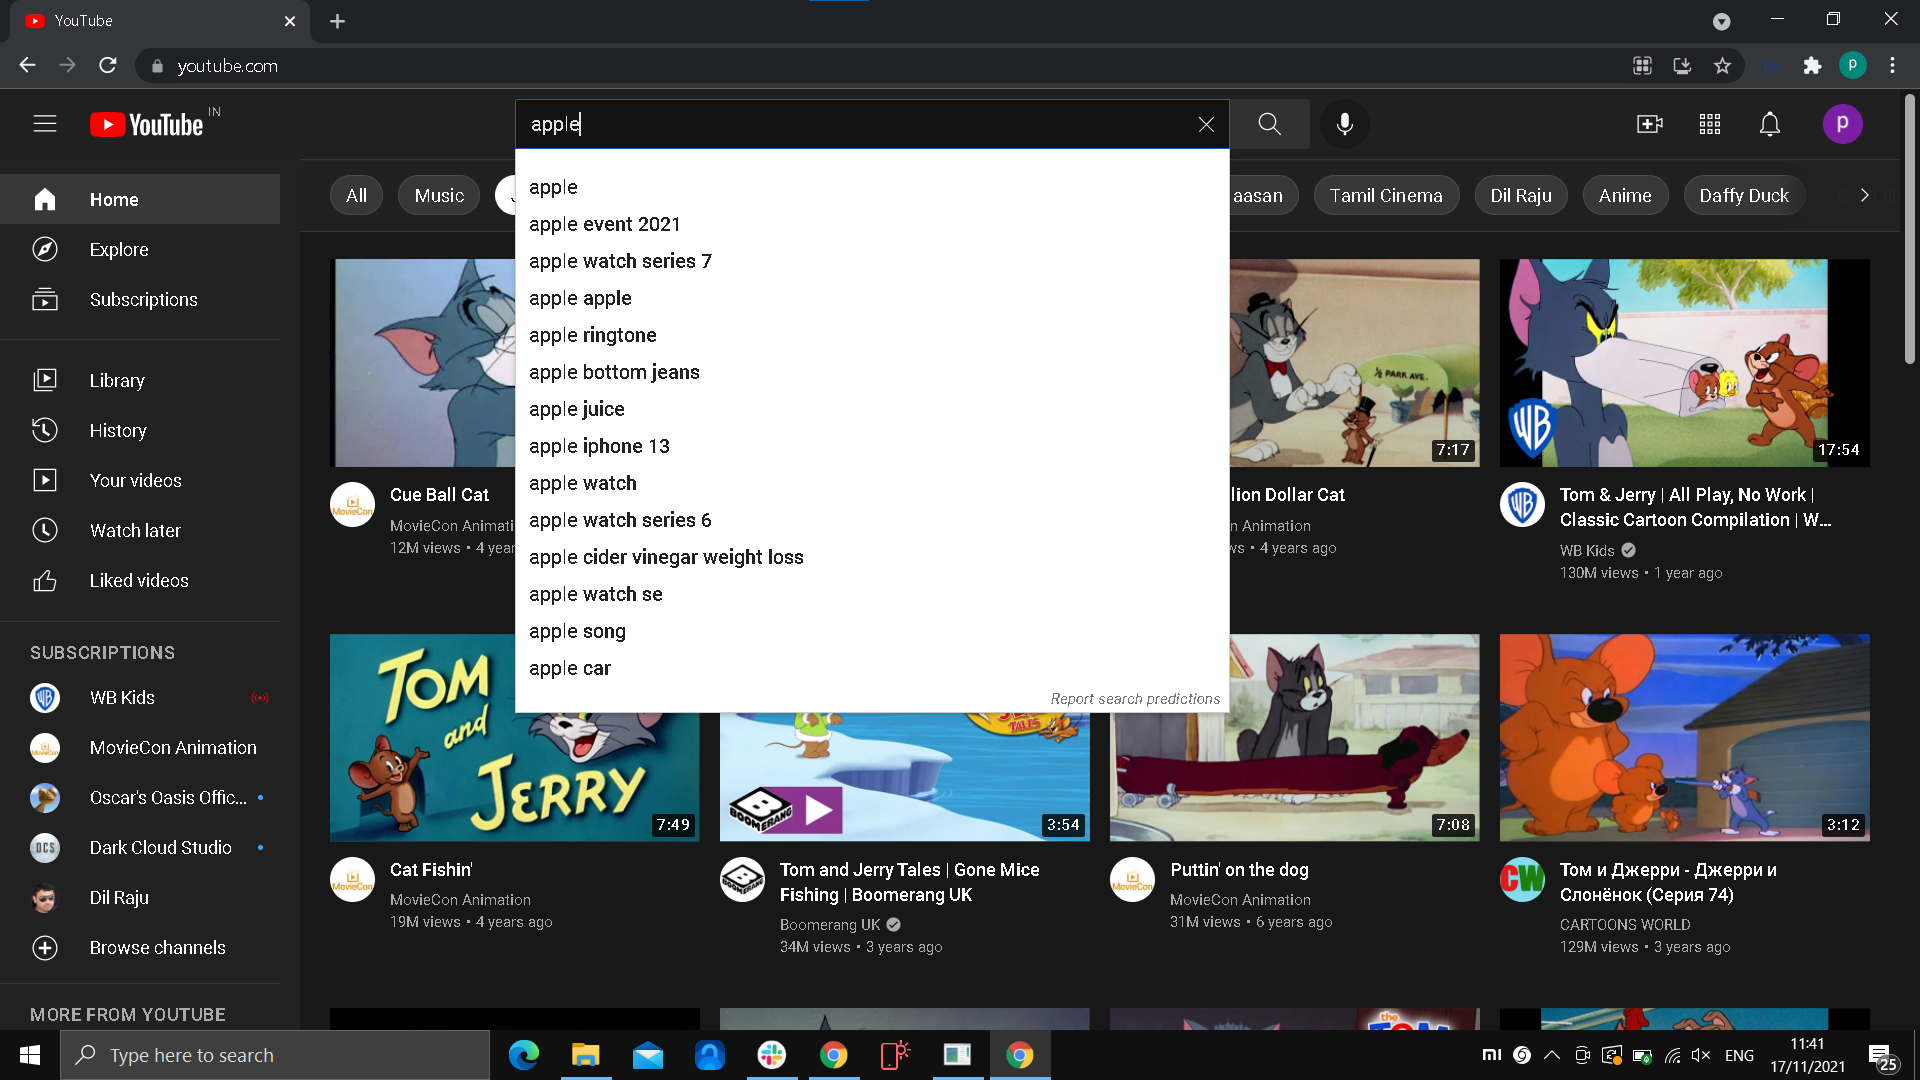 YouTube
youtube.com
YouTube IN
apple
Home
Explore
Subscriptions
Library
History
Your videos
Watch later
Liked videos
SUBSCRIPTIONS
WB Kids
MovieCon Animation
Oscar's Oasis Offic...
Dark Cloud Studio
Dil Raju
Browse channels
MORE FROM YOUTUBE
All
Music
aasan
Tamil Cinema
Dil Raju
Anime
Daffy Duck
apple
apple event 2021
apple watch series 7
apple apple
apple ringtone
apple bottom jeans
apple juice
apple iphone 13
apple watch
apple watch series 6
apple cider vinegar weight loss
apple watch se
apple song
apple car
Report search predictions
Cue Ball Cat
MovieCon Animati
12M views • 4 year
½ PARK AVE.
7:17
lion Dollar Cat
n Animation
ws • 4 years ago
WB
17:54
Tom & Jerry | All Play, No Work |
Classic Cartoon Compilation | W...
WB Kids
130M views • 1 year ago
TOM
and
JERRY
7:49
Cat Fishin'
MovieCon Animation
19M views • 4 years ago
TALES
BOOMERANG
3:54
Tom and Jerry Tales | Gone Mice
Fishing | Boomerang UK
Boomerang UK
34M views • 3 years ago
7:08
Puttin' on the dog
MovieCon Animation
31M views • 6 years ago
3:12
CW
Том и Джерри - Джерри и
Слонёнок (Серия 74)
CARTOONS WORLD
129M views • 3 years ago
the
Type here to search
ENG
11:41
17/11/2021
25